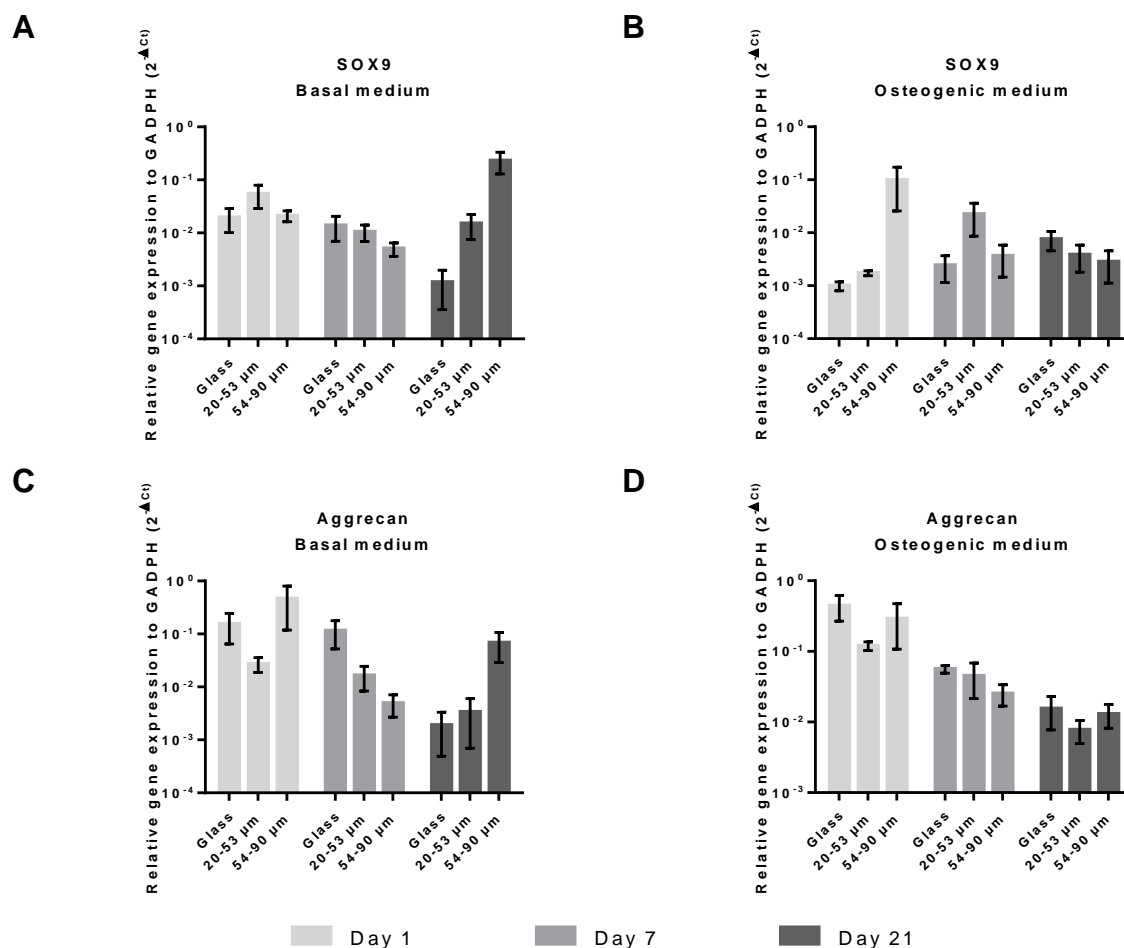 A
Relative gene expression to GADPH (2-▲Ct)
SOX9
Basal medium
10⁰
10⁻¹
10⁻²
10⁻³
10⁻⁴
Glass
20-53 µm
54-90 µm
Glass
20-53 µm
54-90 µm
Glass
20-53 µm
54-90 µm
B
Relative gene expression to GADPH (2-▲Ct)
SOX9
Osteogenic medium
10⁰
10⁻¹
10⁻²
10⁻³
10⁻⁴
Glass
20-53 µm
54-90 µm
Glass
20-53 µm
54-90 µm
Glass
20-53 µm
54-90 µm
C
Relative gene expression to GADPH (2-▲Ct)
Aggrecan
Basal medium
10⁰
10⁻¹
10⁻²
10⁻³
10⁻⁴
Glass
20-53 µm
54-90 µm
Glass
20-53 µm
54-90 µm
Glass
20-53 µm
54-90 µm
D
Relative gene expression to GADPH (2-▲Ct)
Aggrecan
Osteogenic medium
10⁰
10⁻¹
10⁻²
10⁻³
Glass
20-53 µm
54-90 µm
Glass
20-53 µm
54-90 µm
Glass
20-53 µm
54-90 µm
Day 1
Day 7
Day 21